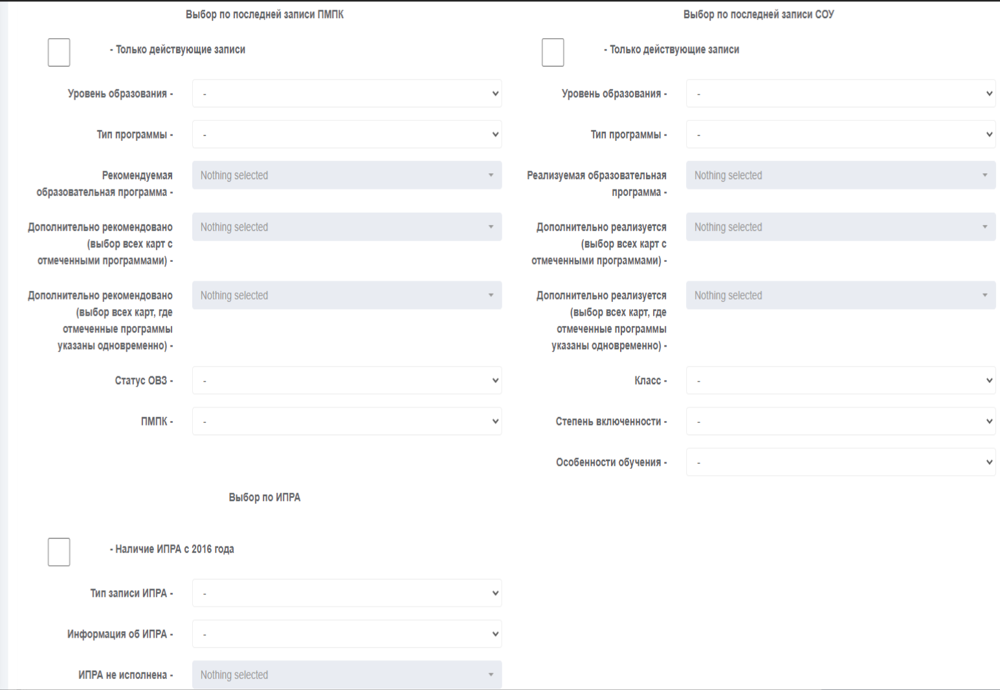 Выбор по последней записи ПМПК
- Только действующие записи
Уровень образования -
-
Тип программы -
-
Рекомендуемая
образовательная программа -
Nothing selected
Дополнительно рекомендовано
(выбор всех карт с
отмеченными программами) -
Nothing selected
Дополнительно рекомендовано
(выбор всех карт, где
отмеченные программы
указаны одновременно) -
Nothing selected
Статус ОВЗ -
-
ПМПК -
-
Выбор по последней записи СОУ
- Только действующие записи
Уровень образования -
-
Тип программы -
-
Реализуемая образовательная
программа -
Nothing selected
Дополнительно реализуется
(выбор всех карт с
отмеченными программами) -
Nothing selected
Дополнительно реализуется
(выбор всех карт, где
отмеченные программы
указаны одновременно) -
Nothing selected
Класс -
-
Степень включенности -
-
Особенности обучения -
-
Выбор по ИПРА
- Наличие ИПРА с 2016 года
Тип записи ИПРА -
-
Информация об ИПРА -
-
ИПРА не исполнена -
Nothing selected